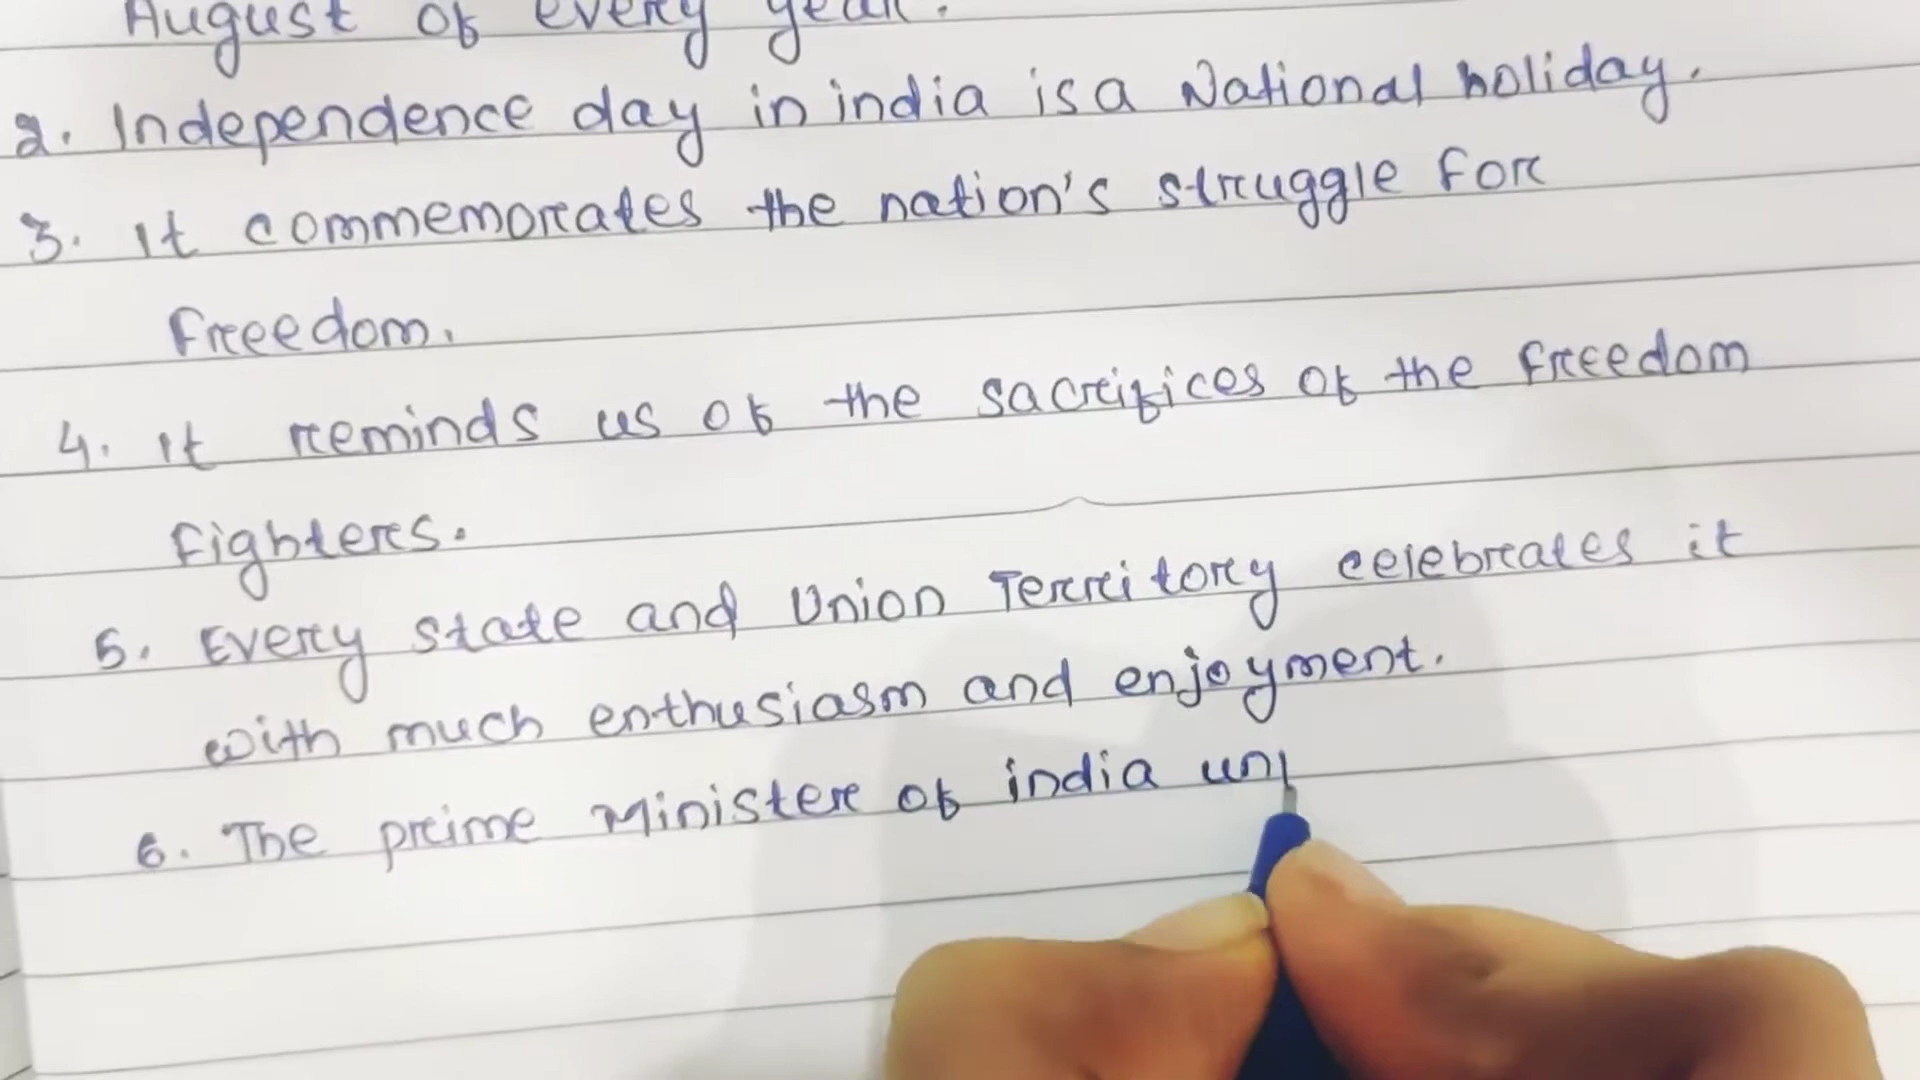 August of every year.
2. Independence day in india is a National holiday.
3. It commemorates the nation's struggle for
freedom.
4. It reminds us of the sacrifices of the freedom
fighters.
5. Every state and Union Territory celebrates it
with much enthusiasm and enjoyment.
6. The prime Minister of india un